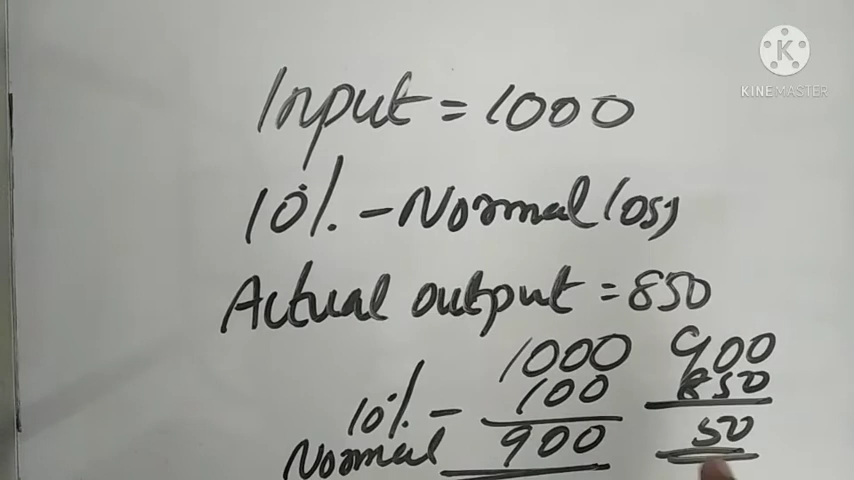 KINEMASTER
Input = 1000
10% - Normal loss
Actual output = 850
1000 900
10% - 100 850
Normal 900 50